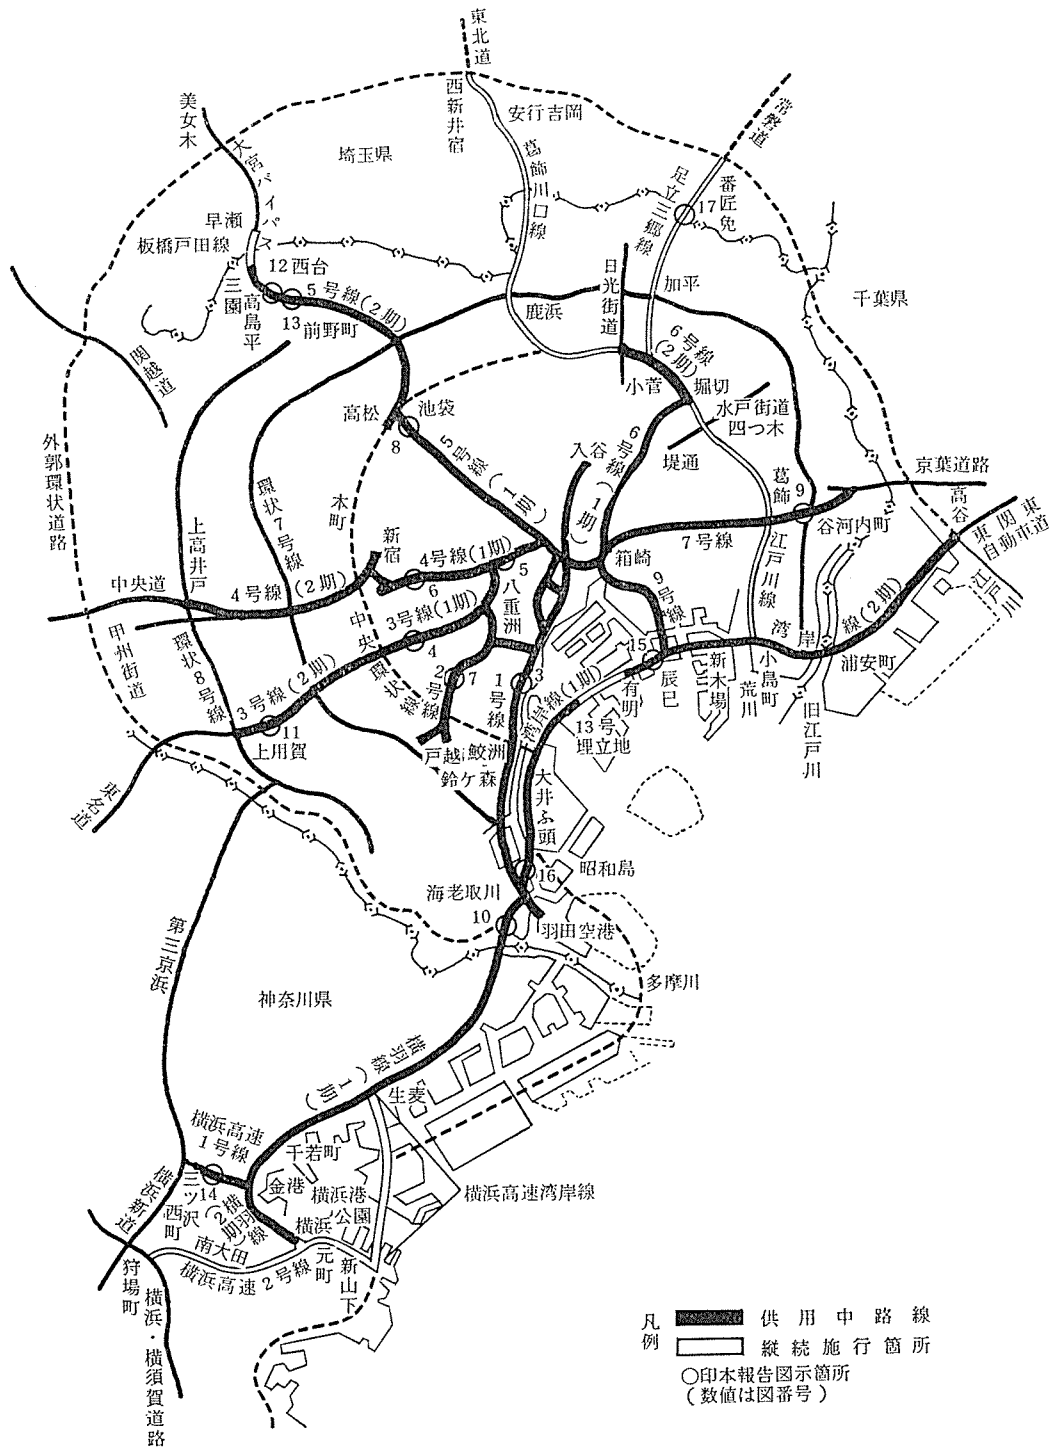 東北道
西新井宿
安行吉岡
常磐道
美女木
大宮バイパス
埼玉県
葛飾川口線
足立三郷線
17
番匠免
早瀬
板橋戸田線
三園
高島平
12西台
13
前野町
5号線(2期)
日光街道
加平
千葉県
鹿浜
6号線(2期)
関越道
外郭環状道路
高松
池袋
8
小菅
堀切
水戸街道
四つ木
堤通
5号線(1期)
入谷
6号線(1期)
京葉道路
高谷
葛飾
9
谷河内町
東関東自動車道
江戸川
環状7号線
本町
新宿
上高井戸
4号線(1期)
5
6
八重洲
箱崎
7号線
江戸川線
9号線
中央道
4号線(2期)
3号線(1期)
4
甲州街道
環状8号線
中央環状線
2号線
7
1号線
3
湾岸線(1期)
15
有明
辰巳
新木場
荒川
小島町
湾岸線(2期)
浦安町
旧江戸川
3号線(2期)
11
上用賀
戸越
鮫洲
鈴ケ森
13号
埋立地
東名道
大井ふ頭
16
昭和島
海老取川
10
羽田空港
多摩川
第三京浜
神奈川県
横羽線(1期)
生麦
横浜高速
1号線
千若町
金港
横浜港
公園
横浜高速湾岸線
三ツ沢
14
西町
横羽線(2期)
横浜新道
南大田
横浜
元町
新山下
横浜高速2号線
狩場町
横浜・横須賀道路
凡例
供用中路線
縦続施行箇所
○印本報告図示箇所
(数値は図番号)